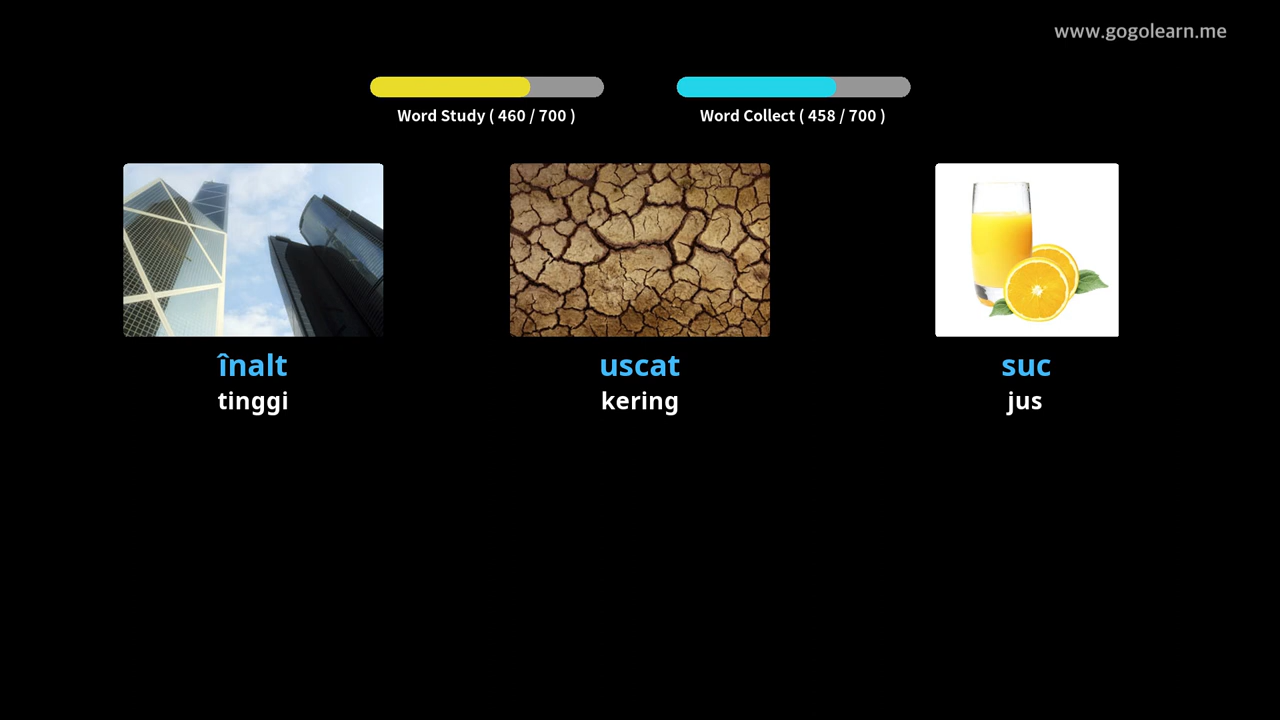 www.gogolearn.me
Word Study ( 460 / 700 )
Word Collect ( 458 / 700 )
înalt
uscat
suc
tinggi
kering
jus